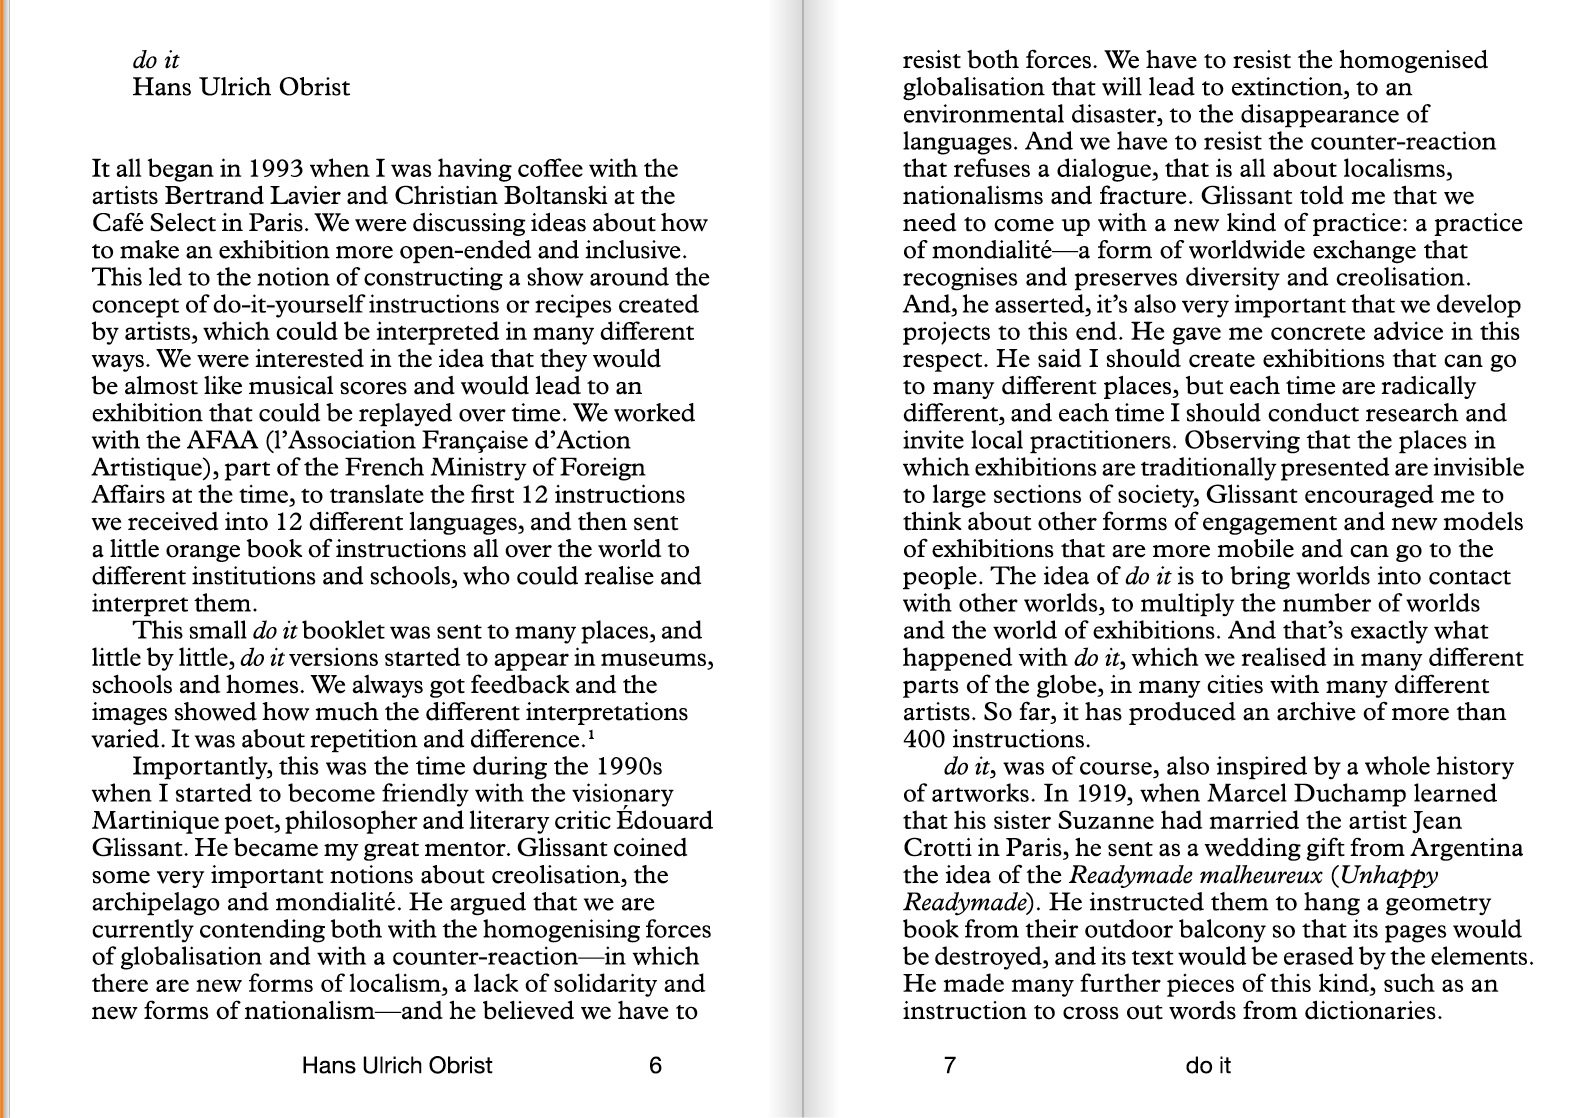 do it
Hans Ulrich Obrist
It all began in 1993 when I was having coffee with the
artists Bertrand Lavier and Christian Boltanski at the
Café Select in Paris. We were discussing ideas about how
to make an exhibition more open-ended and inclusive.
This led to the notion of constructing a show around the
concept of do-it-yourself instructions or recipes created
by artists, which could be interpreted in many different
ways. We were interested in the idea that they would
be almost like musical scores and would lead to an
exhibition that could be replayed over time. We worked
with the AFAA (l’Association Française d’Action
Artistique), part of the French Ministry of Foreign
Affairs at the time, to translate the first 12 instructions
we received into 12 different languages, and then sent
a little orange book of instructions all over the world to
different institutions and schools, who could realise and
interpret them.
This small do it booklet was sent to many places, and
little by little, do it versions started to appear in museums,
schools and homes. We always got feedback and the
images showed how much the different interpretations
varied. It was about repetition and difference.¹
Importantly, this was the time during the 1990s
when I started to become friendly with the visionary
Martinique poet, philosopher and literary critic Édouard
Glissant. He became my great mentor. Glissant coined
some very important notions about creolisation, the
archipelago and mondialité. He argued that we are
currently contending both with the homogenising forces
of globalisation and with a counter-reaction—in which
there are new forms of localism, a lack of solidarity and
new forms of nationalism—and he believed we have to
Hans Ulrich Obrist 6
resist both forces. We have to resist the homogenised
globalisation that will lead to extinction, to an
environmental disaster, to the disappearance of
languages. And we have to resist the counter-reaction
that refuses a dialogue, that is all about localisms,
nationalisms and fracture. Glissant told me that we
need to come up with a new kind of practice: a practice
of mondialité—a form of worldwide exchange that
recognises and preserves diversity and creolisation.
And, he asserted, it’s also very important that we develop
projects to this end. He gave me concrete advice in this
respect. He said I should create exhibitions that can go
to many different places, but each time are radically
different, and each time I should conduct research and
invite local practitioners. Observing that the places in
which exhibitions are traditionally presented are invisible
to large sections of society, Glissant encouraged me to
think about other forms of engagement and new models
of exhibitions that are more mobile and can go to the
people. The idea of do it is to bring worlds into contact
with other worlds, to multiply the number of worlds
and the world of exhibitions. And that’s exactly what
happened with do it, which we realised in many different
parts of the globe, in many cities with many different
artists. So far, it has produced an archive of more than
400 instructions.
do it, was of course, also inspired by a whole history
of artworks. In 1919, when Marcel Duchamp learned
that his sister Suzanne had married the artist Jean
Crotti in Paris, he sent as a wedding gift from Argentina
the idea of the Readymade malheureux (Unhappy
Readymade). He instructed them to hang a geometry
book from their outdoor balcony so that its pages would
be destroyed, and its text would be erased by the elements.
He made many further pieces of this kind, such as an
instruction to cross out words from dictionaries.
7 do it